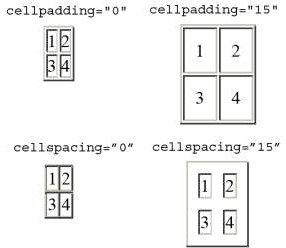 cellpadding="0" cellpadding="15"
1 2 1 2
3 4 3 4
cellspacing=”0” cellspacing=”15”
1 2 1 2
3 4 3 4